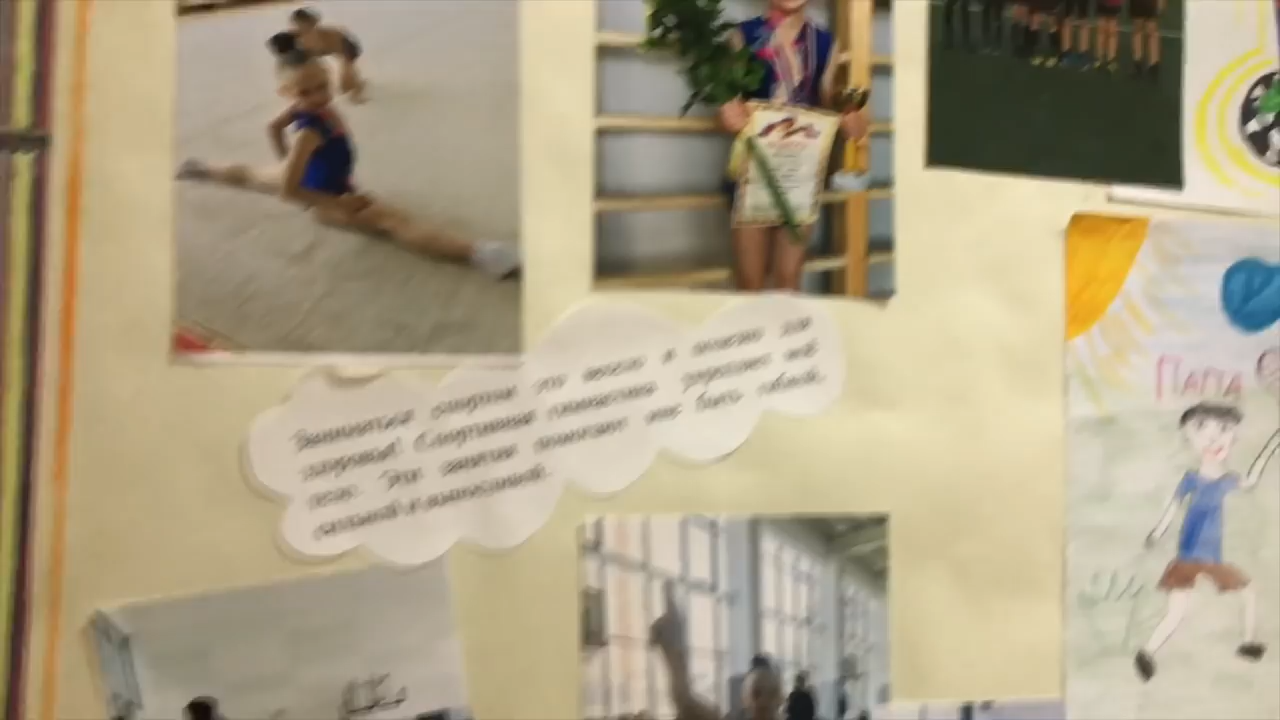 Заниматься спортом это весело и полезно для
здоровья! Спортивная гимнастика укрепляет моё
тело. Эти занятия помогают мне быть гибкой,
сильной и выносливой.
ПАПА